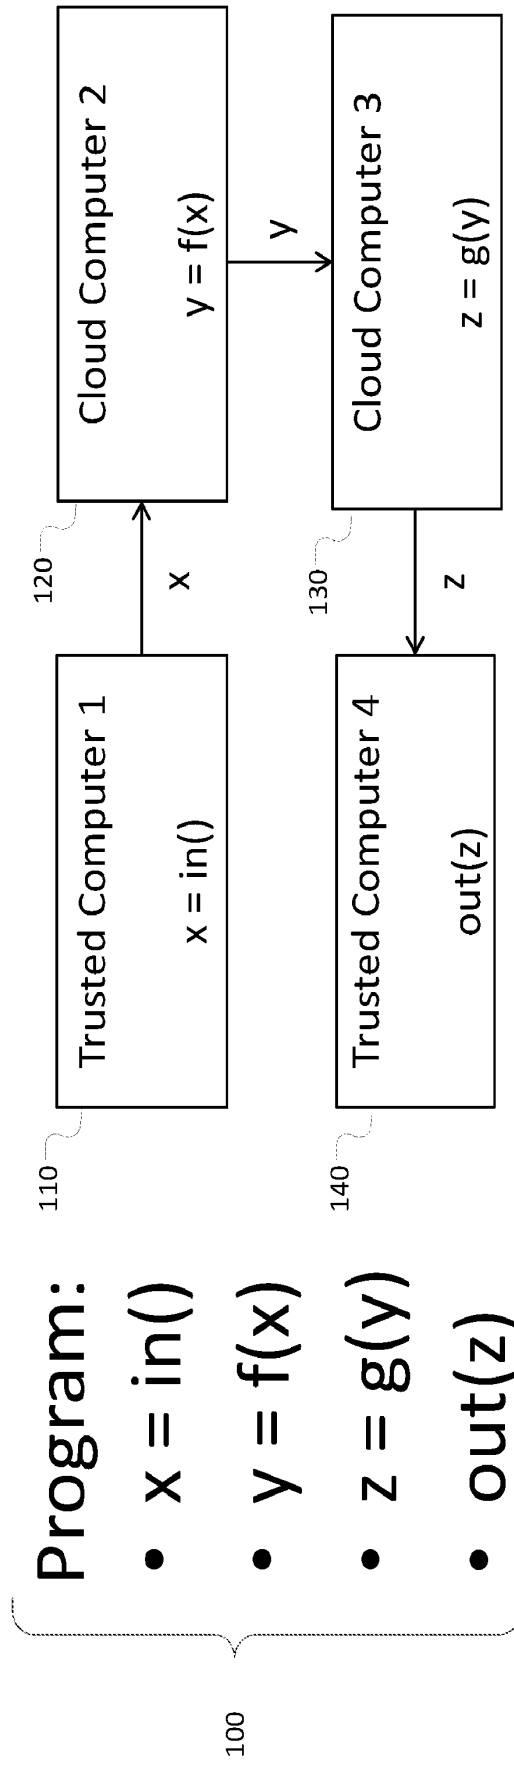 100
Program:
• x = in()
• y = f(x)
• z = g(y)
• out(z)
110
Trusted Computer 1
x = in()
x
120
Cloud Computer 2
y = f(x)
y
130
Cloud Computer 3
z = g(y)
z
140
Trusted Computer 4
out(z)